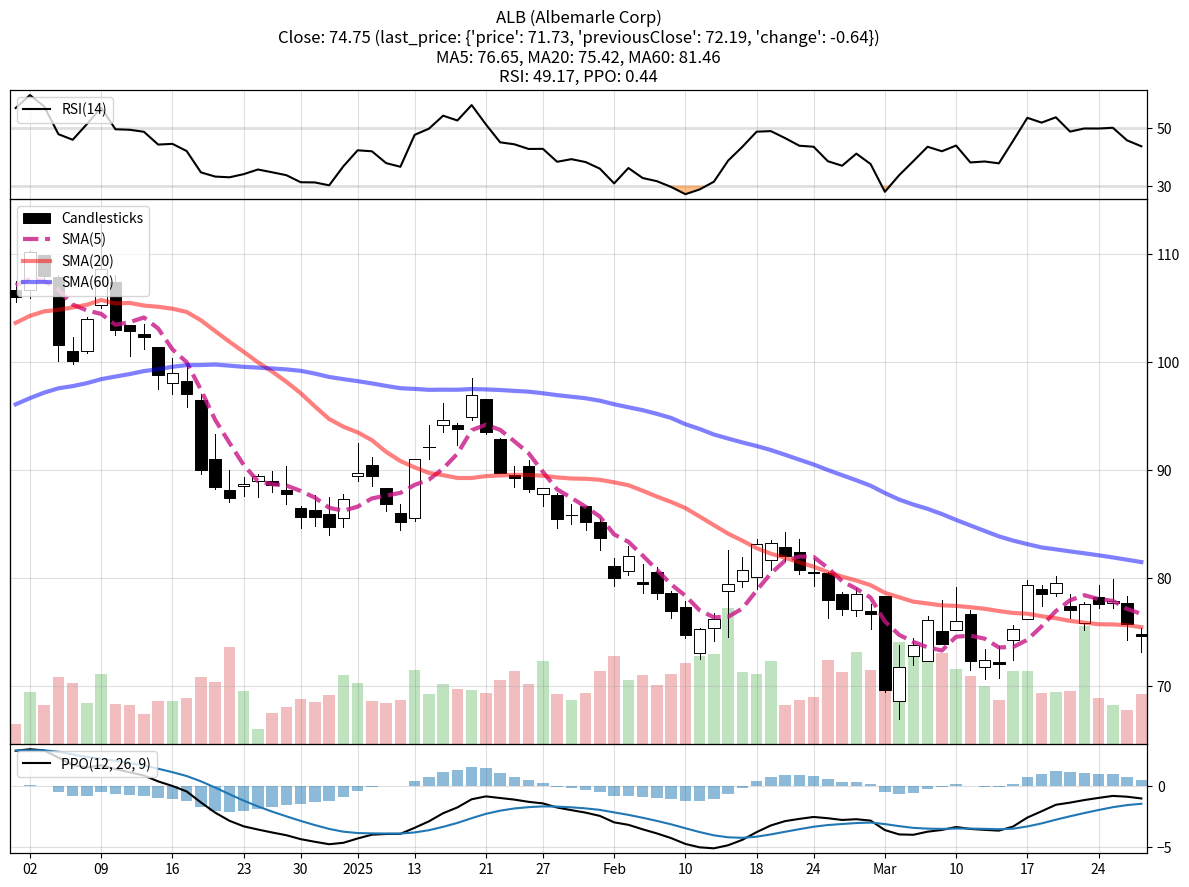 ALB (Albemarle Corp)
Close: 74.75 (last_price: {'price': 71.73, 'previousClose': 72.19, 'change': -0.64})
MA5: 76.65, MA20: 75.42, MA60: 81.46
RSI: 49.17, PPO: 0.44
RSI(14)
50
30
Candlesticks
SMA(5)
SMA(20)
SMA(60)
110
100
90
80
70
PPO(12, 26, 9)
0
−5
02 09 16 23 30 2025 13 21 27 Feb 10 18 24 Mar 10 17 24